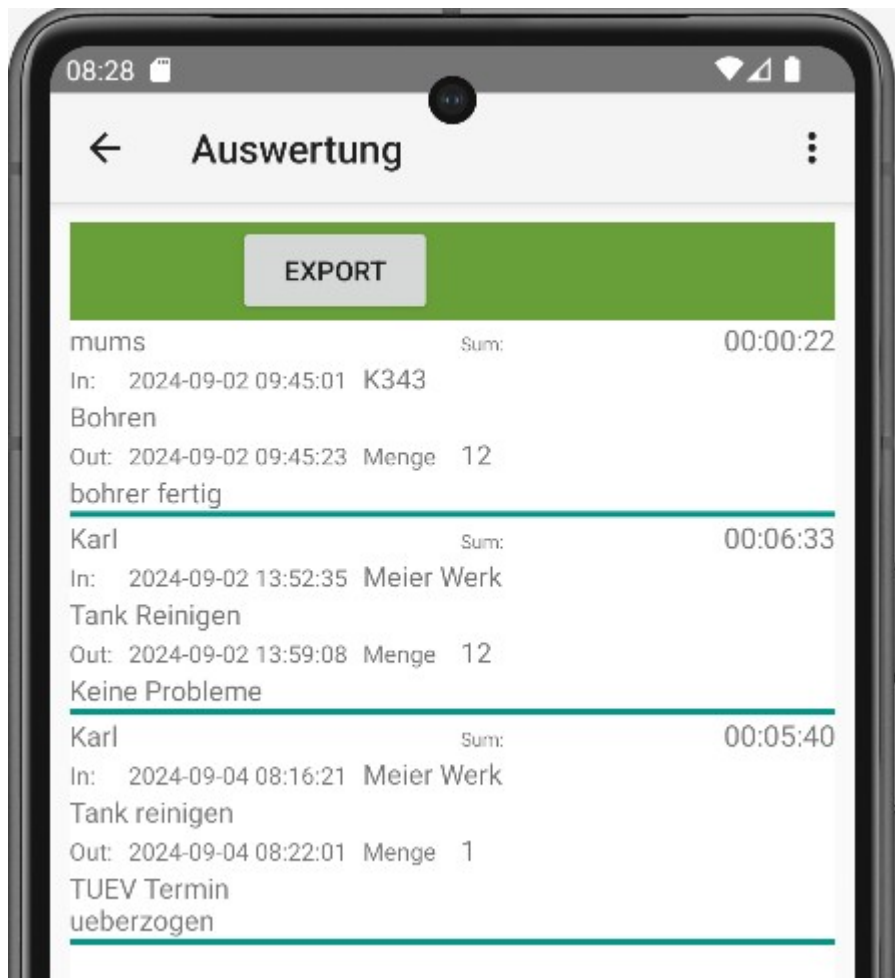 08:28
Auswertung
EXPORT
mums Sum: 00:00:22
In: 2024-09-02 09:45:01 K343
Bohren
Out: 2024-09-02 09:45:23 Menge 12
bohrer fertig
Karl Sum: 00:06:33
In: 2024-09-02 13:52:35 Meier Werk
Tank Reinigen
Out: 2024-09-02 13:59:08 Menge 12
Keine Probleme
Karl Sum: 00:05:40
In: 2024-09-04 08:16:21 Meier Werk
Tank reinigen
Out: 2024-09-04 08:22:01 Menge 1
TUEV Termin
ueberzogen